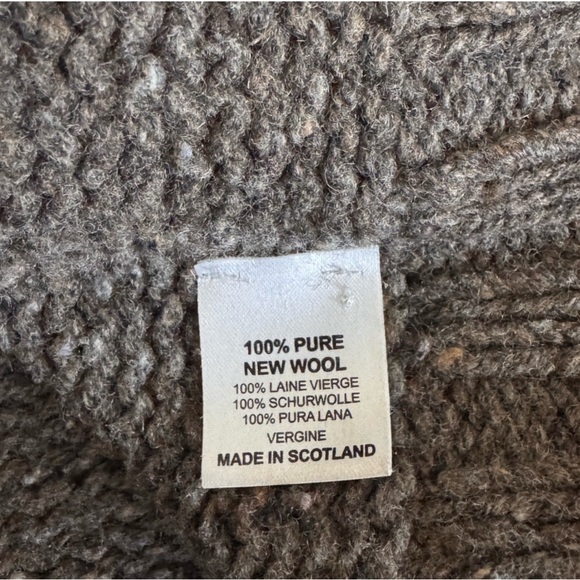 100% PURE
NEW WOOL
100% LAINE VIERGE
100% SCHURWOLLE
100% PURA LANA
VERGINE
MADE IN SCOTLAND